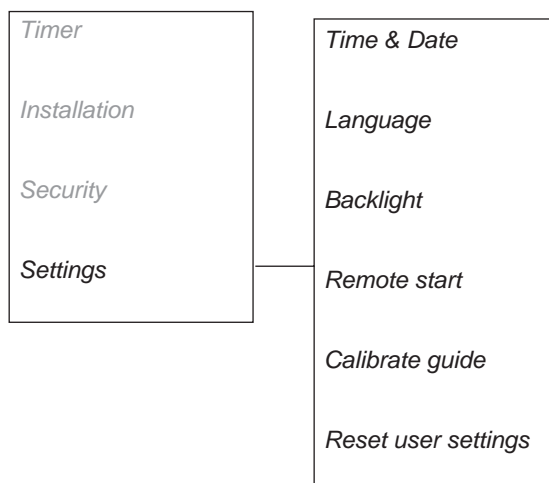 Timer
Installation
Security
Settings
Time & Date
Language
Backlight
Remote start
Calibrate guide
Reset user settings